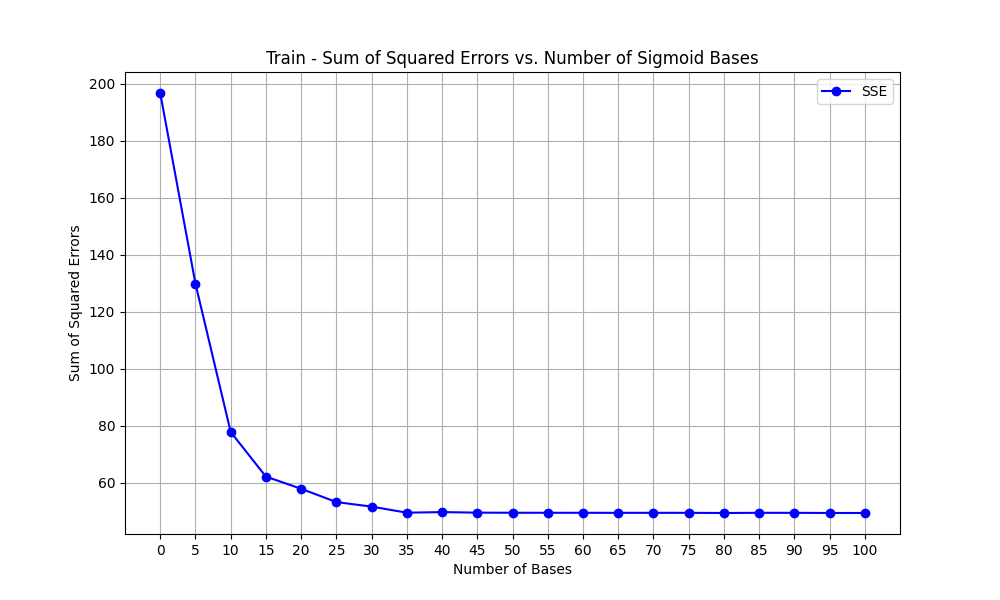 Train - Sum of Squared Errors vs. Number of Sigmoid Bases
SSE
200
180
160
140
120
100
80
60
Sum of Squared Errors
0 5 10 15 20 25 30 35 40 45 50 55 60 65 70 75 80 85 90 95 100
Number of Bases